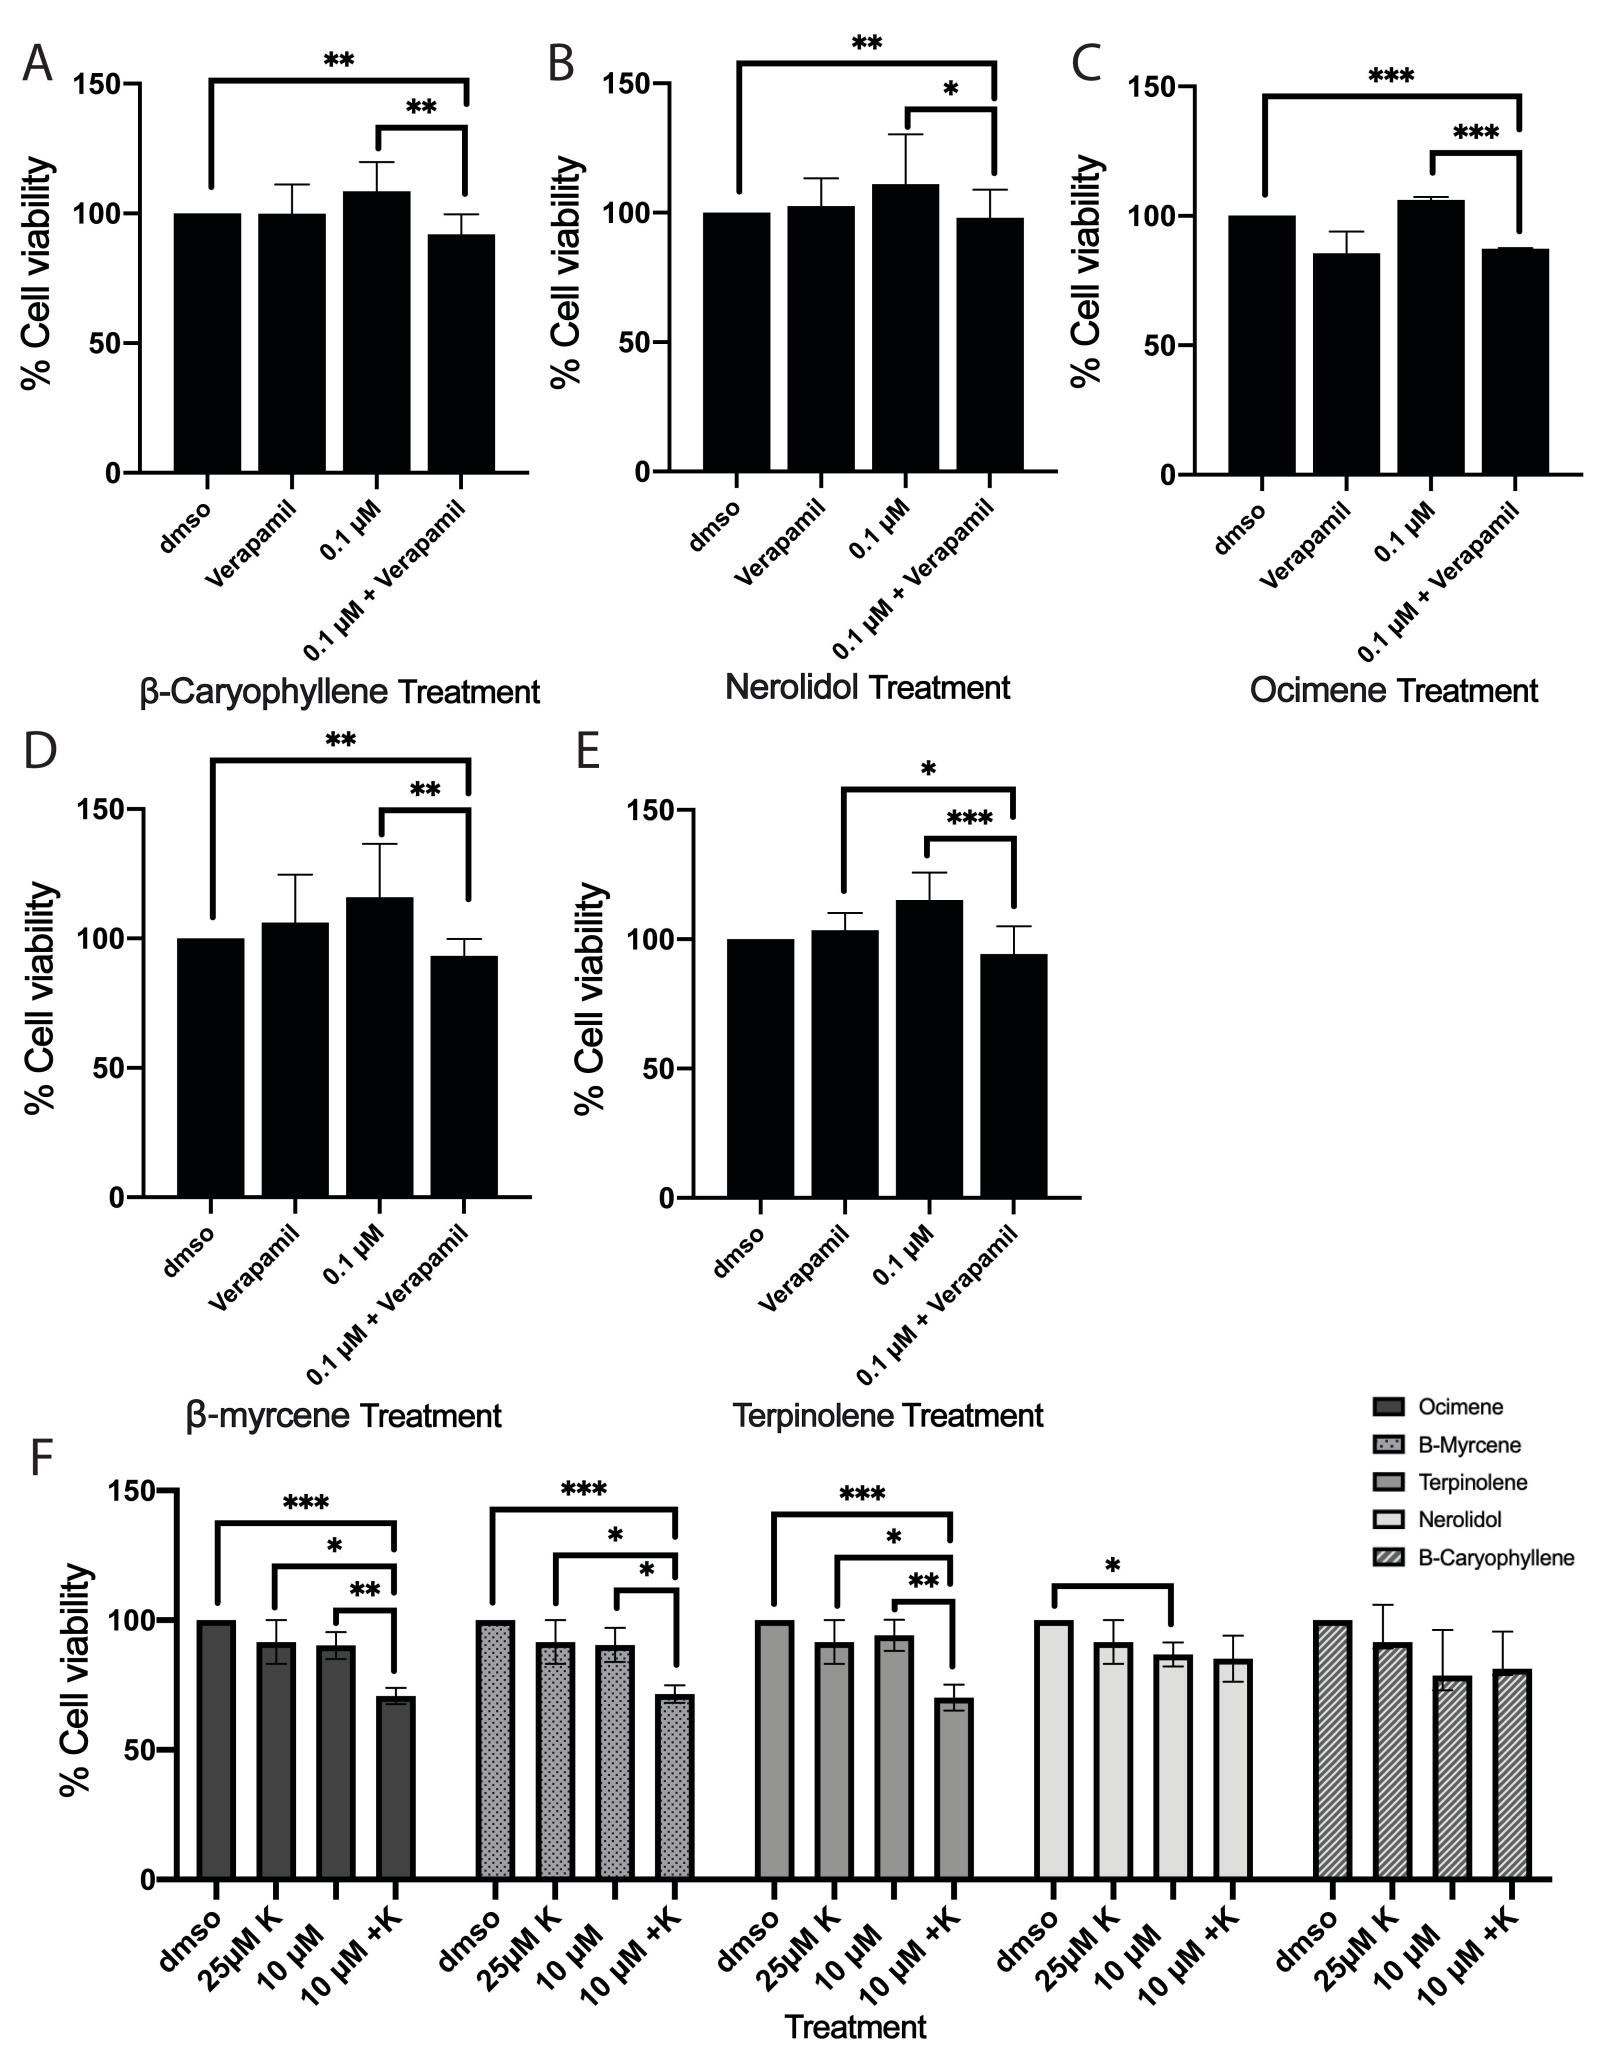 A
**
**
150
100
50
0
% Cell viability
dmso
Verapamil
0.1 µM
0.1 µM + Verapamil
β-Caryophyllene Treatment
B
**
*
150
100
50
0
% Cell viability
dmso
Verapamil
0.1 µM
0.1 µM + Verapamil
Nerolidol Treatment
C
***
***
150
100
50
0
% Cell viability
dmso
Verapamil
0.1 µM
0.1 µM + Verapamil
Ocimene Treatment
D
**
**
150
100
50
0
% Cell viability
dmso
Verapamil
0.1 µM
0.1 µM + Verapamil
β-myrcene Treatment
E
*
***
150
100
50
0
% Cell viability
dmso
Verapamil
0.1 µM
0.1 µM + Verapamil
Terpinolene Treatment
Ocimene
B-Myrcene
Terpinolene
Nerolidol
B-Caryophyllene
F
150
100
50
0
% Cell viability
***
*
**
***
*
*
***
*
**
*
dmso
25µM K
10 µM
10 µM +K
dmso
25µM K
10 µM
10 µM +K
dmso
25µM K
10 µM
10 µM +K
dmso
25µM K
10 µM
10 µM +K
dmso
25µM K
10 µM
10 µM +K
Treatment